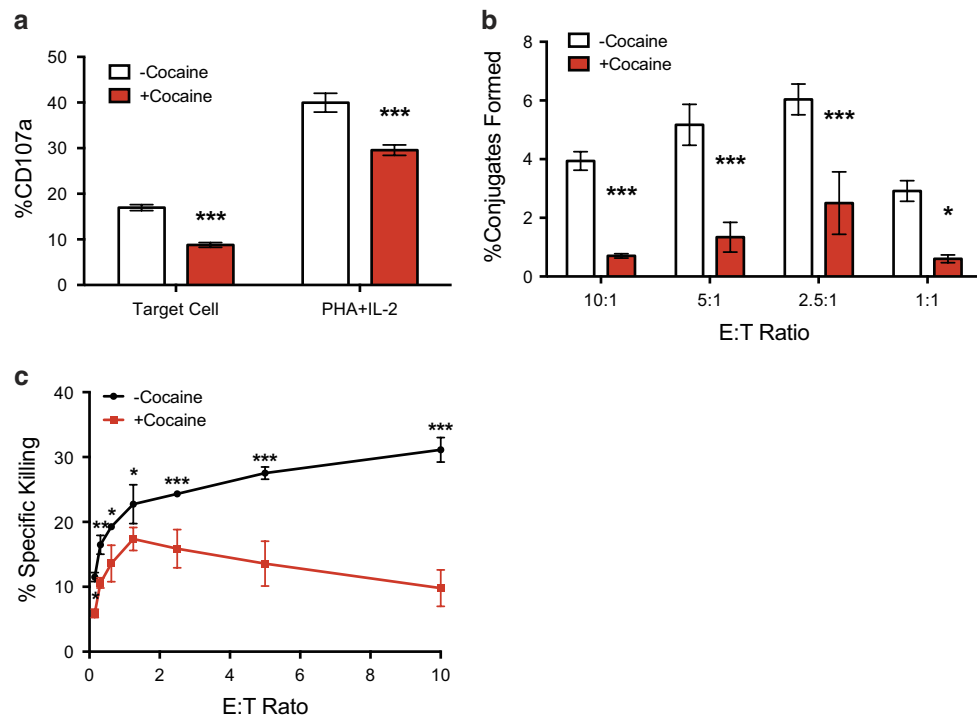 a
%CD107a
50
40
30
20
10
0
-Cocaine
+Cocaine
***
***
Target Cell
PHA+IL-2
b
%Conjugates Formed
8
6
4
2
0
-Cocaine
+Cocaine
***
***
***
*
10:1
5:1
2.5:1
1:1
E:T Ratio
c
% Specific Killing
40
30
20
10
0
-Cocaine
+Cocaine
*
**
*
*
***
***
***
0
2
4
6
8
10
E:T Ratio